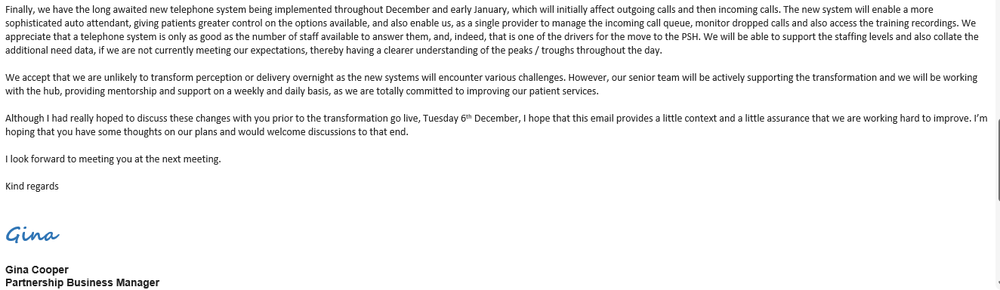 Finally, we have the long awaited new telephone system being implemented throughout December and early January, which will initially affect outgoing calls and then incoming calls. The new system will enable a more
sophisticated auto attendant, giving patients greater control on the options available, and also enable us, as a single provider to manage the incoming call queue, monitor dropped calls and also access the training recordings. We
appreciate that a telephone system is only as good as the number of staff available to answer them, and, indeed, that is one of the drivers for the move to the PSH. We will be able to support the staffing levels and also collate the
additional need data, if we are not currently meeting our expectations, thereby having a clearer understanding of the peaks / troughs throughout the day.
We accept that we are unlikely to transform perception or delivery overnight as the new systems will encounter various challenges. However, our senior team will be actively supporting the transformation and we will be working
with the hub, providing mentorship and support on a weekly and daily basis, as we are totally committed to improving our patient services.
Although I had really hoped to discuss these changes with you prior to the transformation go live, Tuesday 6th December, I hope that this email provides a little context and a little assurance that we are working hard to improve. I'm
hoping that you have some thoughts on our plans and would welcome discussions to that end.
I look forward to meeting you at the next meeting.
Kind regards
Gina
Gina Cooper
Partnership Business Manager